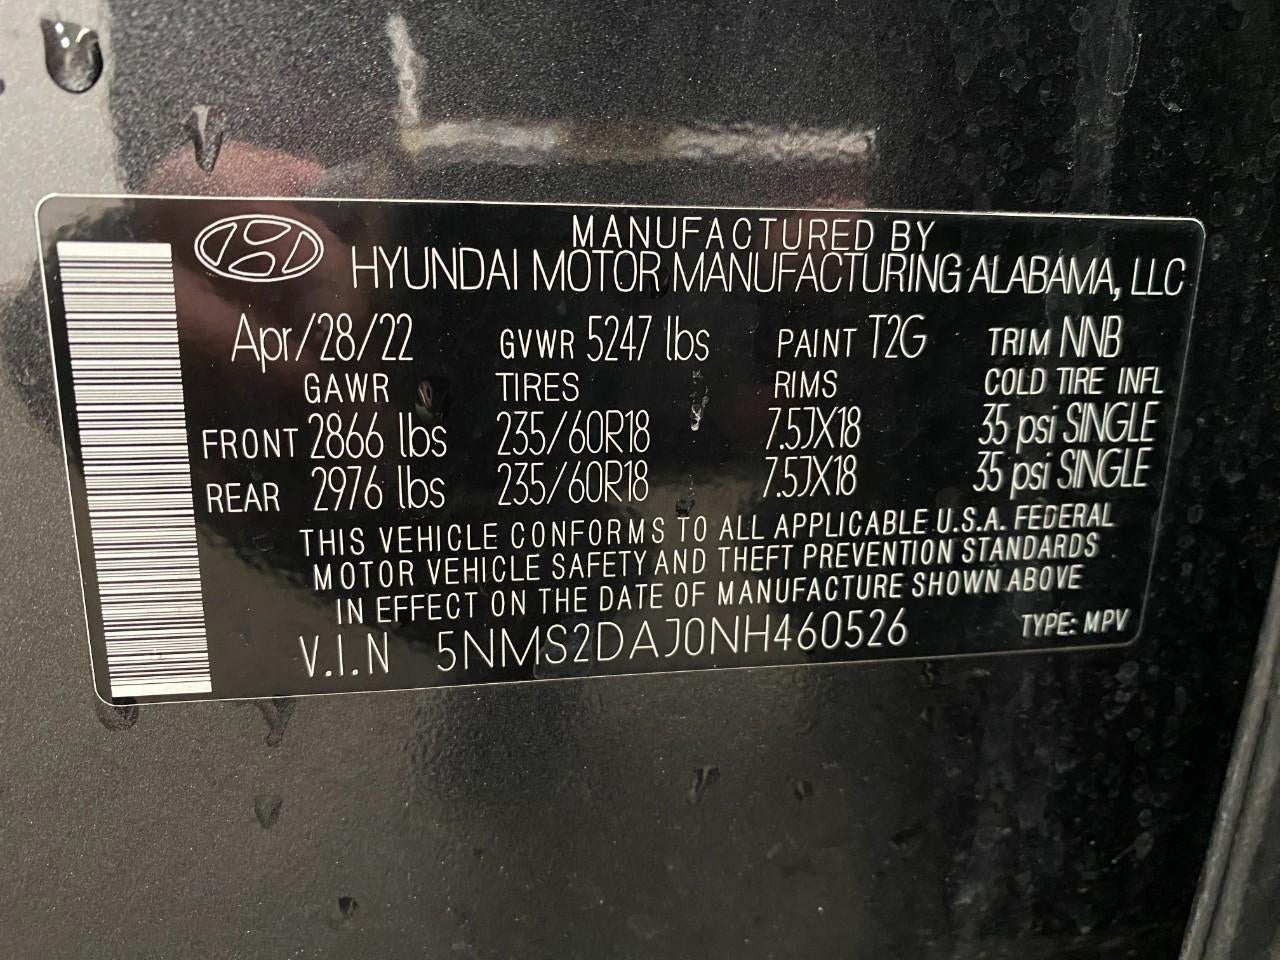 MANUFACTURED BY
HYUNDAI MOTOR MANUFACTURING ALABAMA, LLC
Apr/28/22 GVWR 5247 lbs PAINT T2G TRIM NNB
GAWR TIRES RIMS COLD TIRE INFL
FRONT 2866 lbs 235/60R18 7.5JX18 35 psi SINGLE
REAR 2976 lbs 235/60R18 7.5JX18 35 psi SINGLE
THIS VEHICLE CONFORMS TO ALL APPLICABLE U.S.A. FEDERAL
MOTOR VEHICLE SAFETY AND THEFT PREVENTION STANDARDS
IN EFFECT ON THE DATE OF MANUFACTURE SHOWN ABOVE
V.I.N 5NMS2DAJ0NH460526 TYPE: MPV